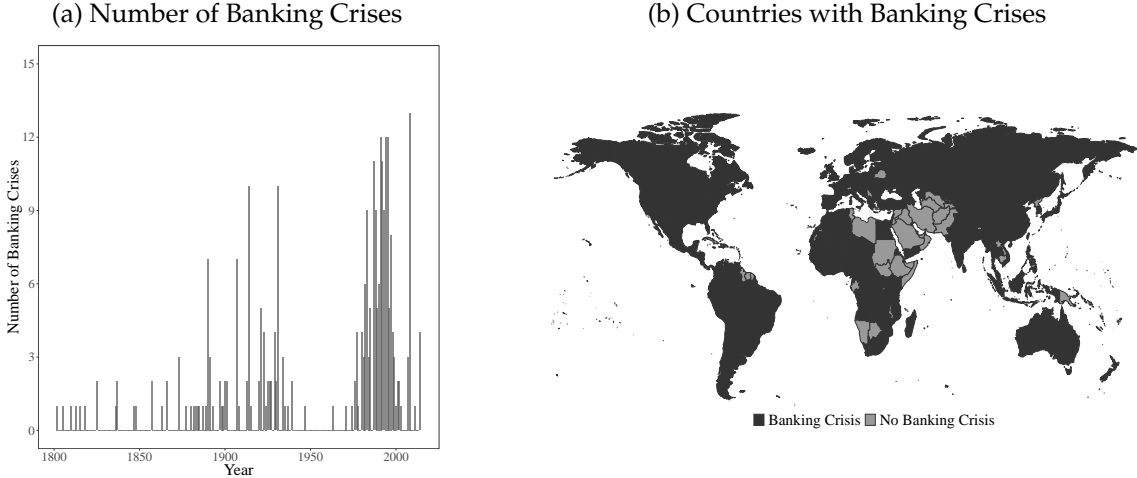 (a) Number of Banking Crises
15
12
9
6
3
0
Number of Banking Crises
1800 1850 1900 1950 2000
Year
(b) Countries with Banking Crises
Banking Crisis No Banking Crisis